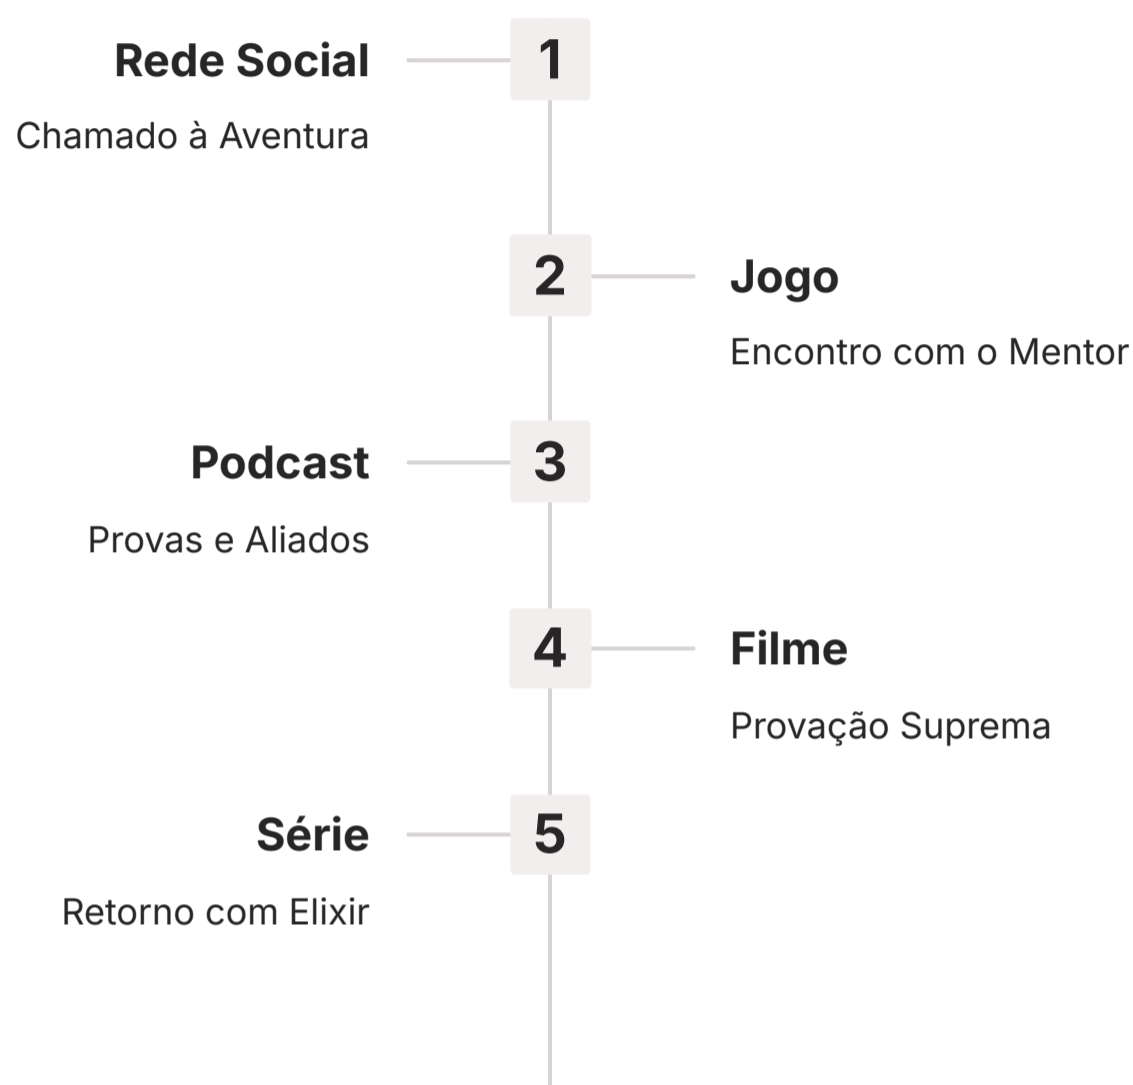 Rede Social
1
Chamado à Aventura
2
Jogo
Encontro com o Mentor
Podcast
3
Provas e Aliados
4
Filme
Provação Suprema
Série
5
Retorno com Elixir